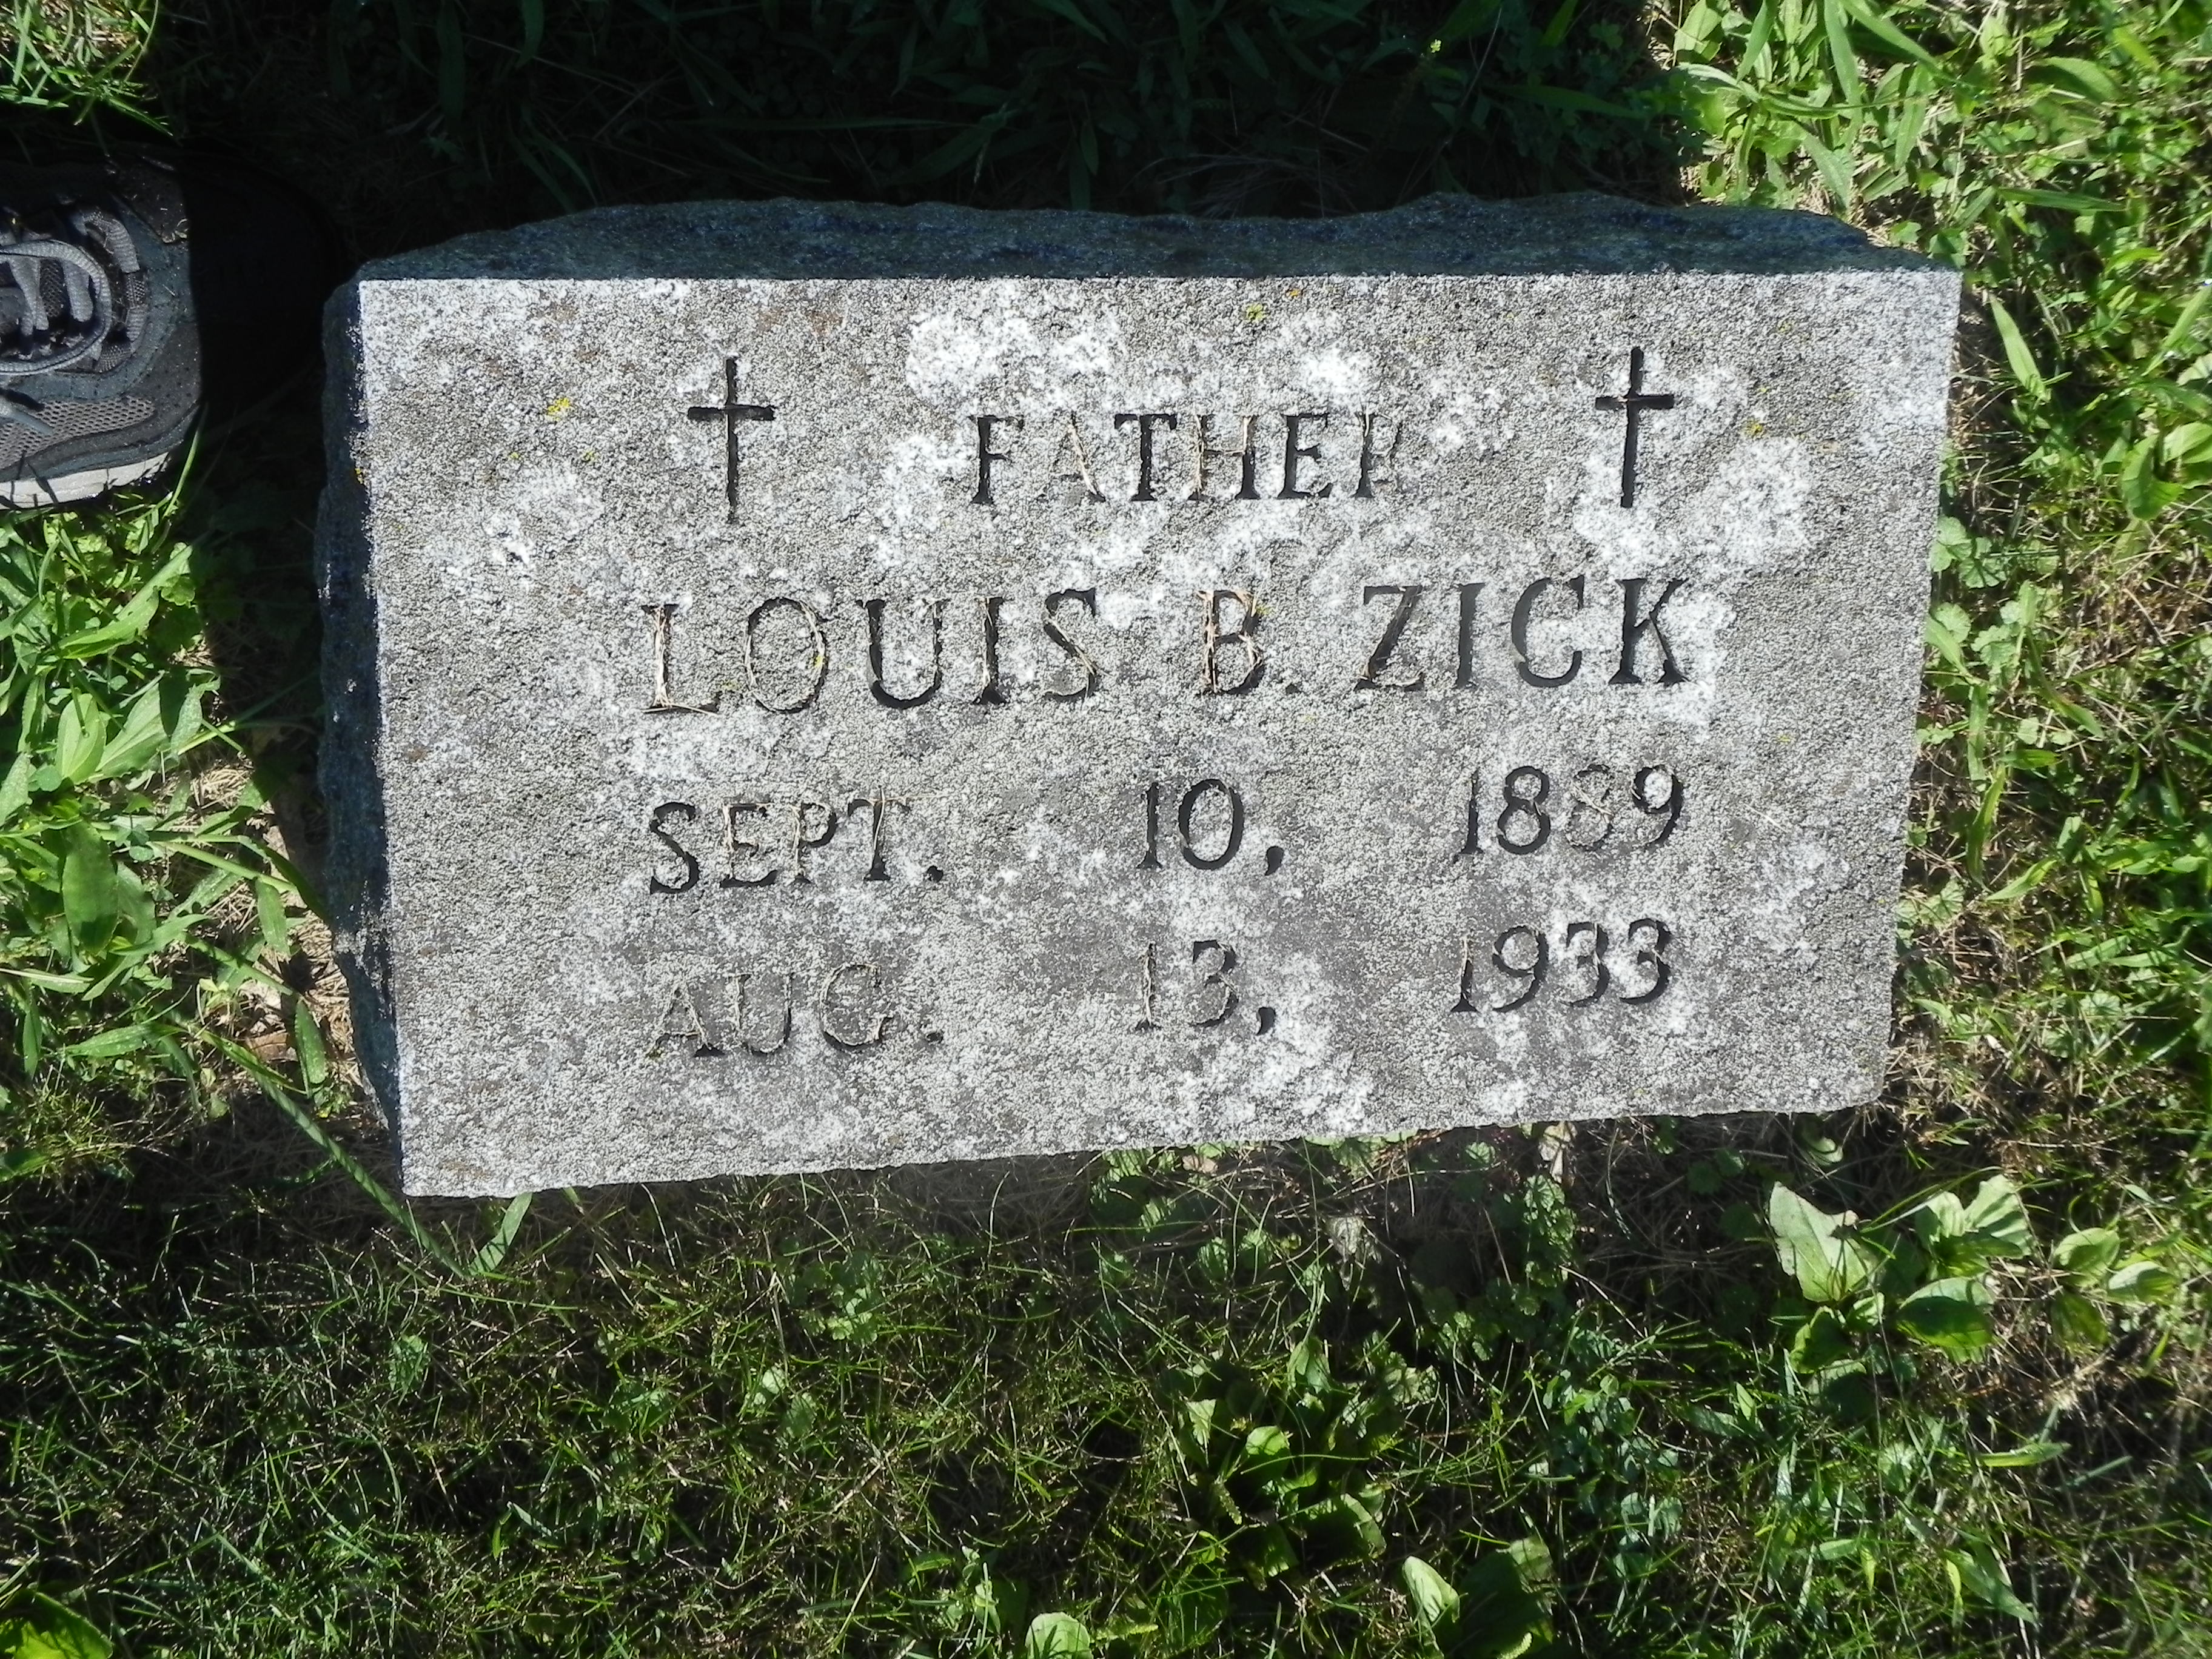 FATHER
LOUIS B. ZICK
SEPT. 10, 1889
AUG. 13, 1933